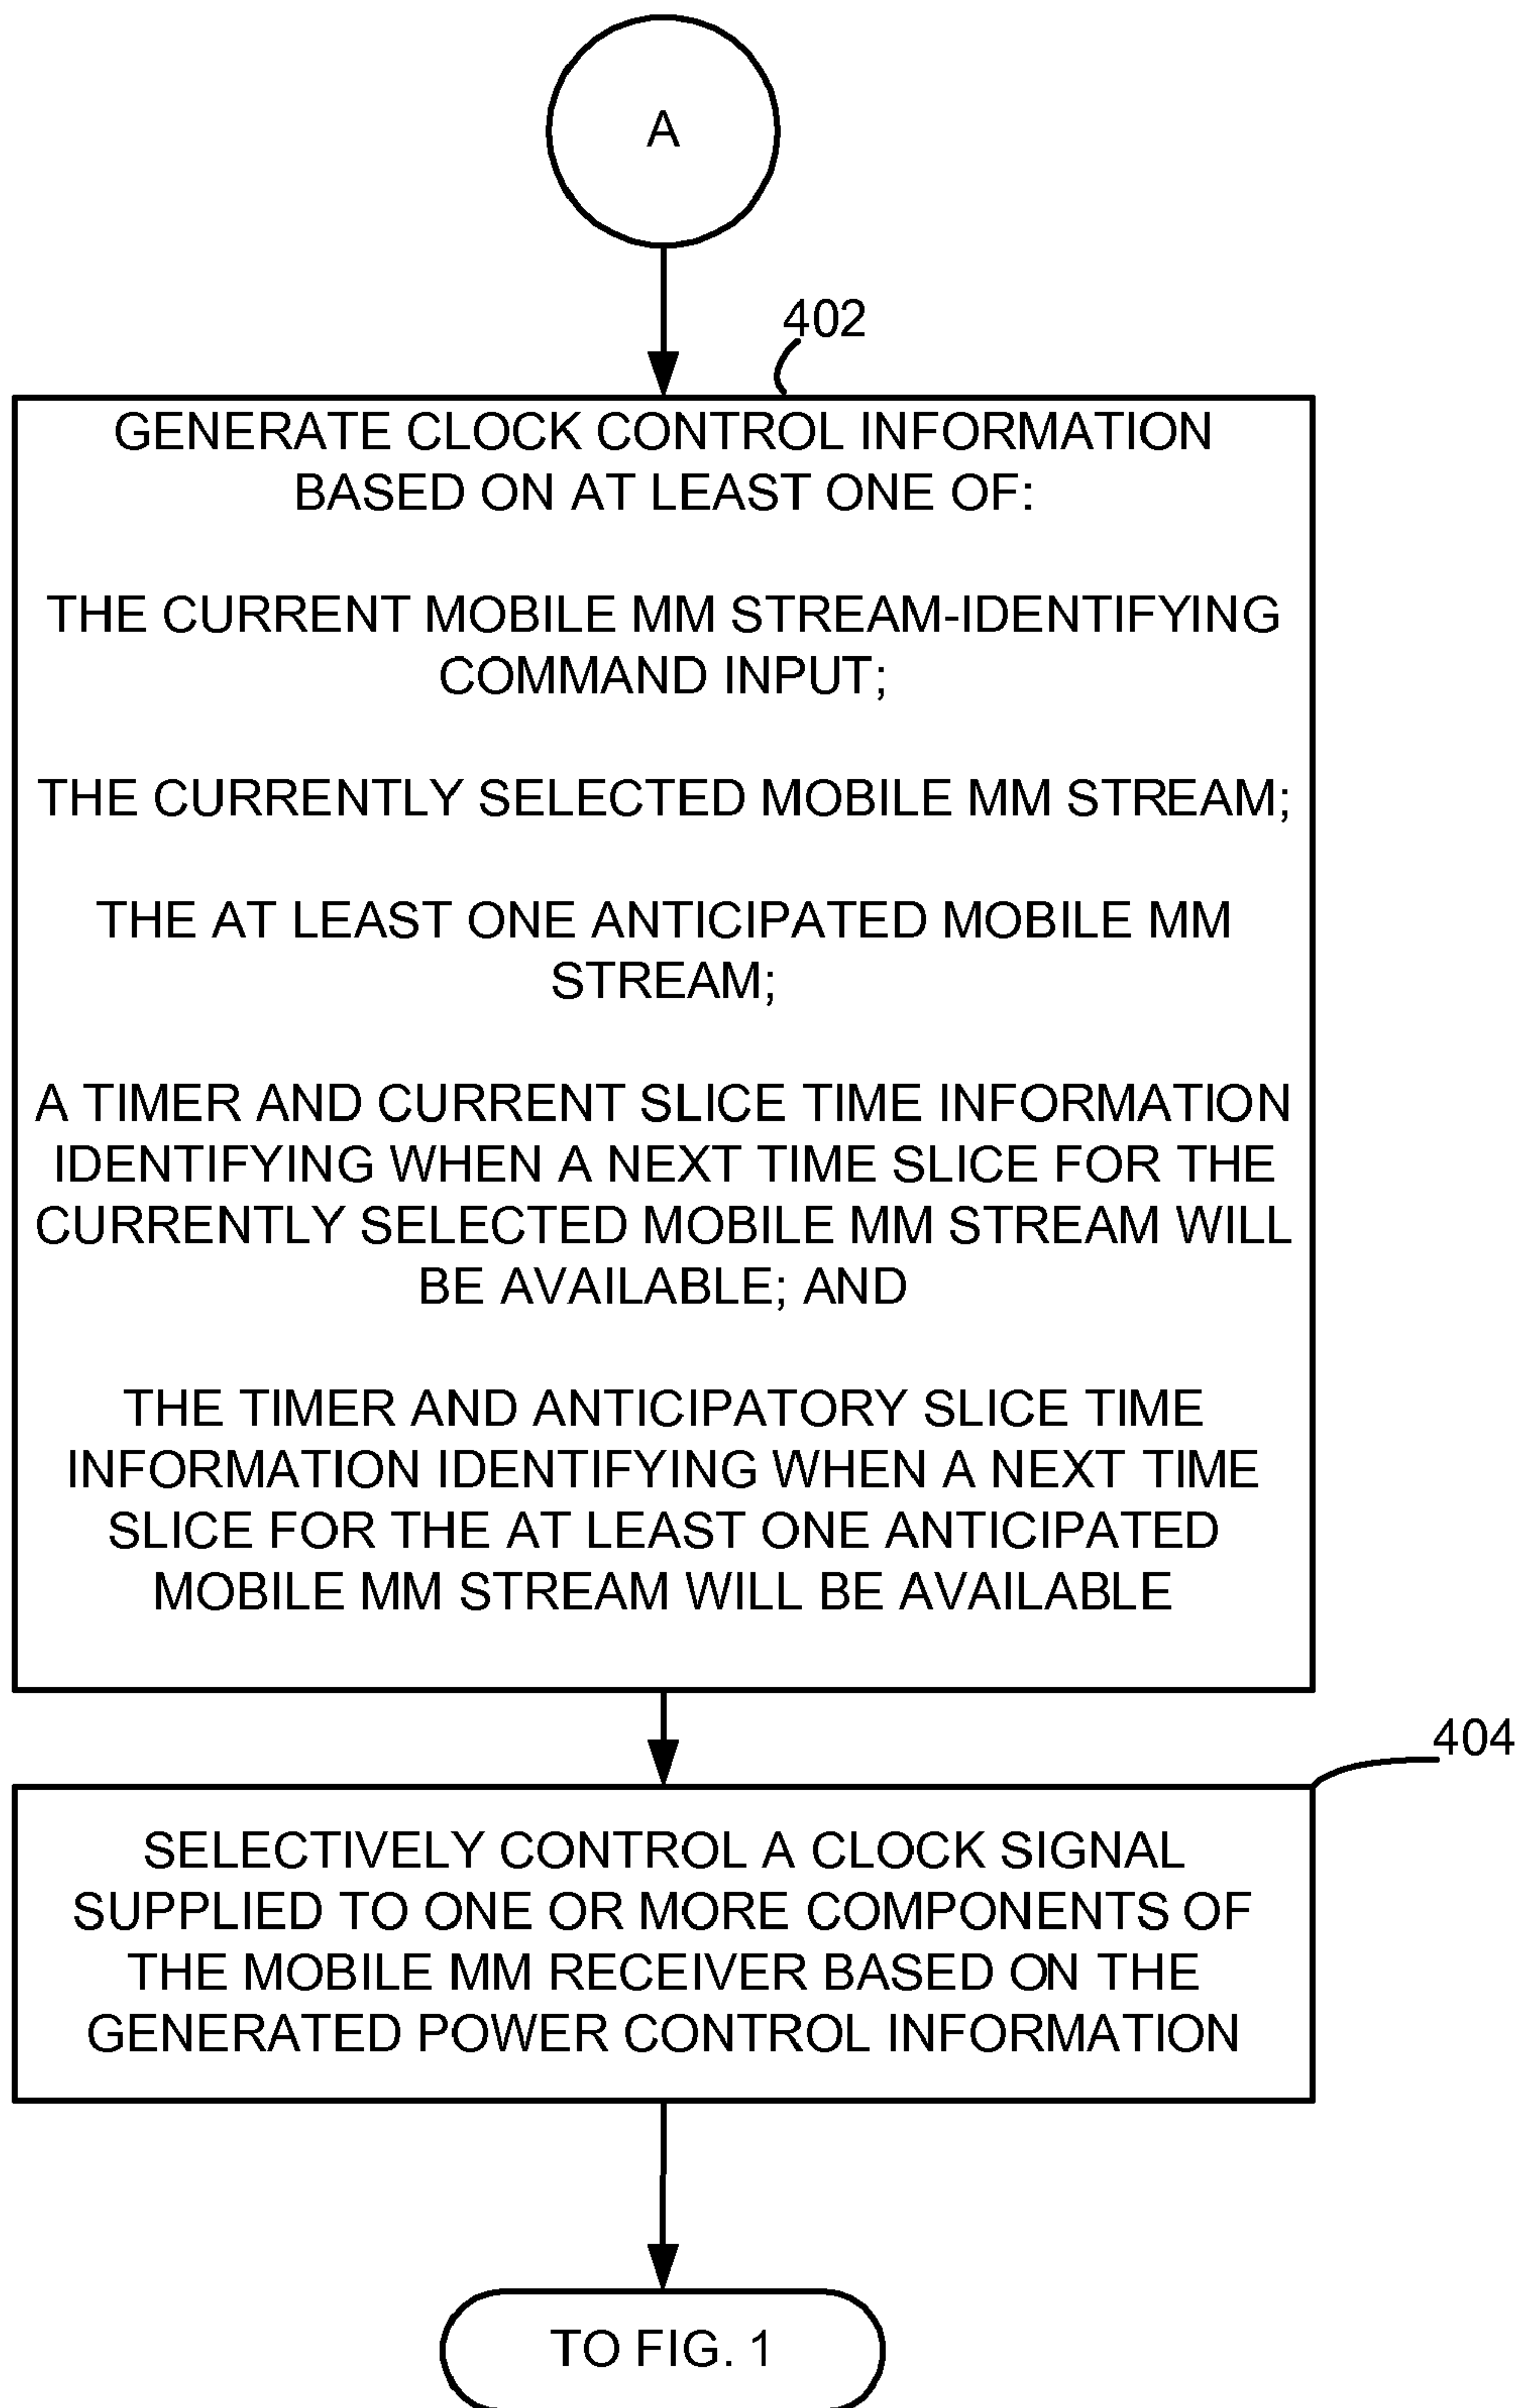 A
402
GENERATE CLOCK CONTROL INFORMATION
BASED ON AT LEAST ONE OF:
THE CURRENT MOBILE MM STREAM-IDENTIFYING
COMMAND INPUT;
THE CURRENTLY SELECTED MOBILE MM STREAM;
THE AT LEAST ONE ANTICIPATED MOBILE MM
STREAM;
A TIMER AND CURRENT SLICE TIME INFORMATION
IDENTIFYING WHEN A NEXT TIME SLICE FOR THE
CURRENTLY SELECTED MOBILE MM STREAM WILL
BE AVAILABLE; AND
THE TIMER AND ANTICIPATORY SLICE TIME
INFORMATION IDENTIFYING WHEN A NEXT TIME
SLICE FOR THE AT LEAST ONE ANTICIPATED
MOBILE MM STREAM WILL BE AVAILABLE
404
SELECTIVELY CONTROL A CLOCK SIGNAL
SUPPLIED TO ONE OR MORE COMPONENTS OF
THE MOBILE MM RECEIVER BASED ON THE
GENERATED POWER CONTROL INFORMATION
TO FIG. 1